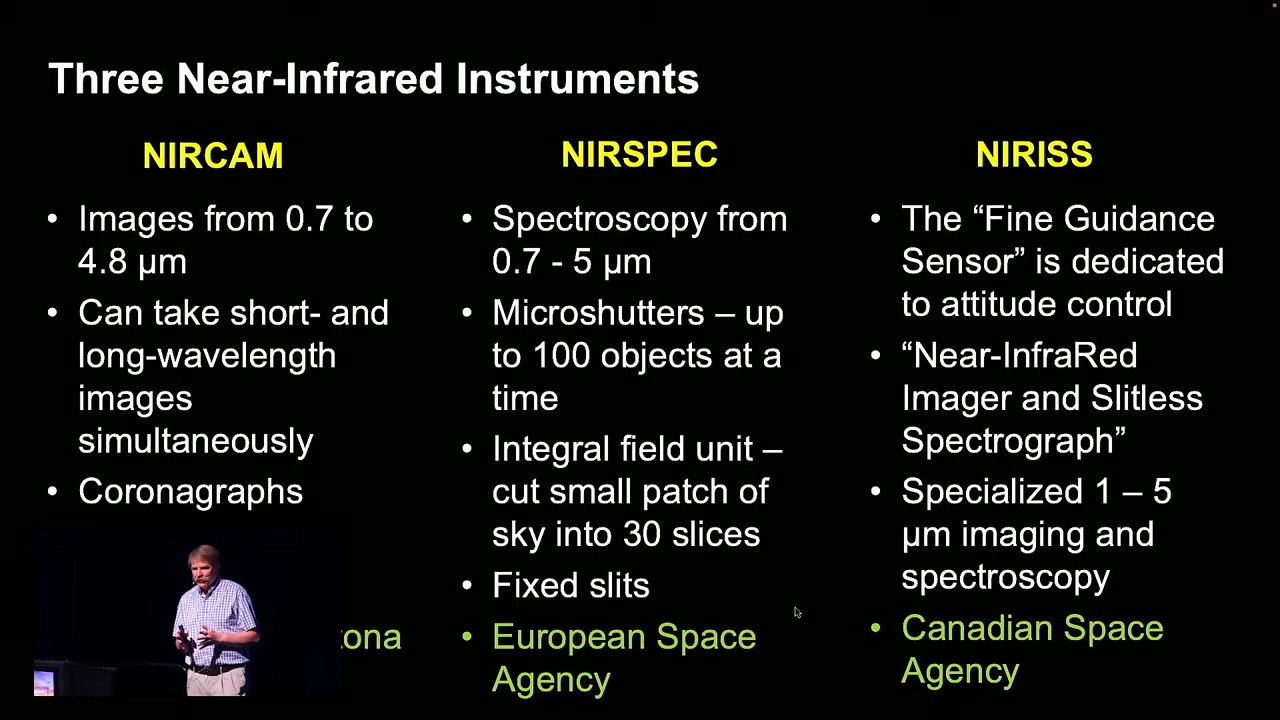 Three Near-Infrared Instruments
NIRCAM
• Images from 0.7 to
4.8 μm
• Can take short- and
long-wavelength
images
simultaneously
• Coronagraphs
NIRSPEC
• Spectroscopy from
0.7 - 5 μm
• Microshutters – up
to 100 objects at a
time
• Integral field unit –
cut small patch of
sky into 30 slices
• Fixed slits
• European Space
Agency
NIRISS
• The “Fine Guidance
Sensor” is dedicated
to attitude control
• “Near-InfraRed
Imager and Slitless
Spectrograph”
• Specialized 1 – 5
μm imaging and
spectroscopy
• Canadian Space
Agency